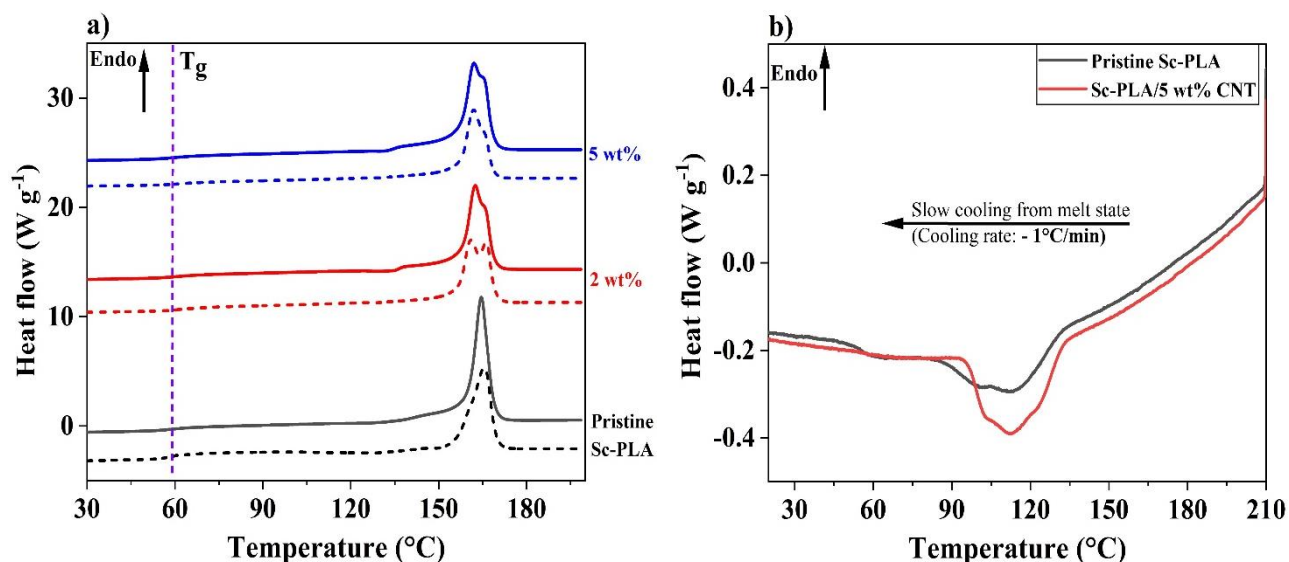 a)
Endo
Tg
30
20
10
0
5 wt%
2 wt%
Pristine
Sc-PLA
30 60 90 120 150 180
Temperature (°C)
Heat flow (W g-1)
b)
Endo
Pristine Sc-PLA
Sc-PLA/5 wt% CNT
Slow cooling from melt state
(Cooling rate: - 1°C/min)
0.4
0.2
0.0
-0.2
-0.4
30 60 90 120 150 180 210
Temperature (°C)
Heat flow (W g-1)